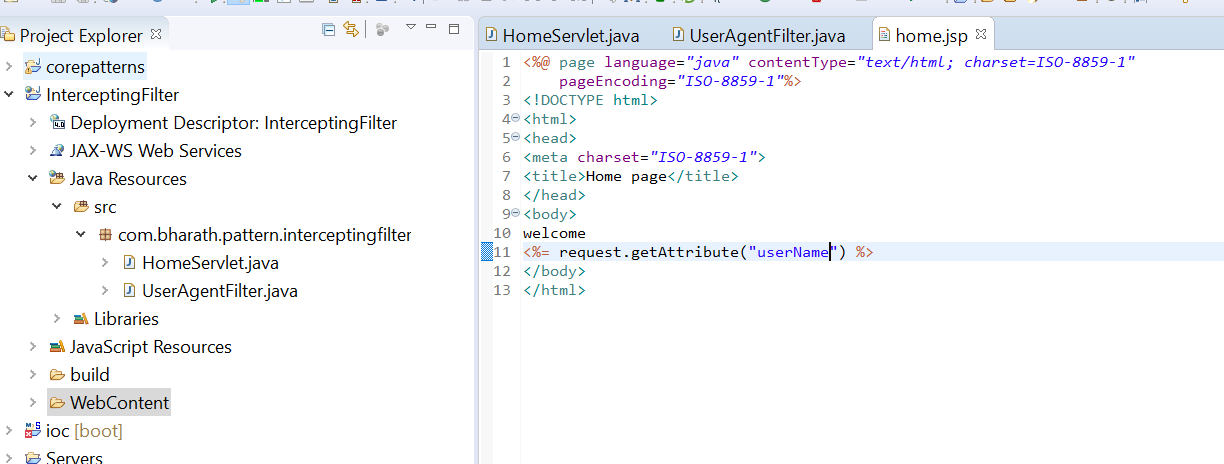 Project Explorer
corepatterns
InterceptingFilter
Deployment Descriptor: InterceptingFilter
JAX-WS Web Services
Java Resources
src
com.bharath.pattern.interceptingfilter
HomeServlet.java
UserAgentFilter.java
Libraries
JavaScript Resources
build
WebContent
ioc [boot]
Servers
HomeServlet.java UserAgentFilter.java home.jsp
1 <%@ page language="java" contentType="text/html; charset=ISO-8859-1"
2     pageEncoding="ISO-8859-1"%>
3 <!DOCTYPE html>
4 <html>
5 <head>
6 <meta charset="ISO-8859-1">
7 <title>Home page</title>
8 </head>
9 <body>
10 welcome
11 <%= request.getAttribute("userName") %>
12 </body>
13 </html>